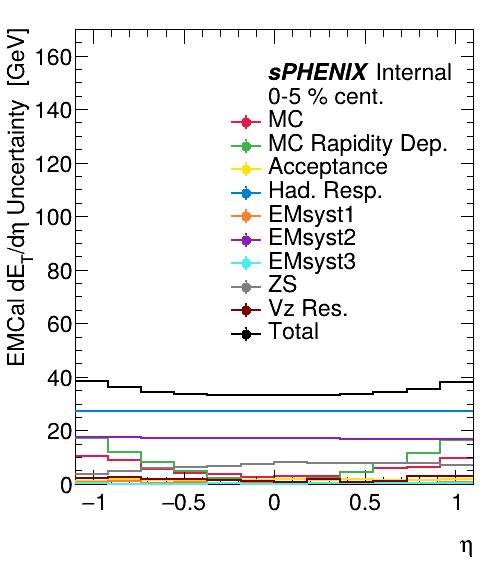 EMCal dE_T/dη Uncertainty [GeV]
160
140
120
100
80
60
40
20
0
sPHENIX Internal
0-5 % cent.
MC
MC Rapidity Dep.
Acceptance
Had. Resp.
EMsyst1
EMsyst2
EMsyst3
ZS
Vz Res.
Total
−1 −0.5 0 0.5 1
η